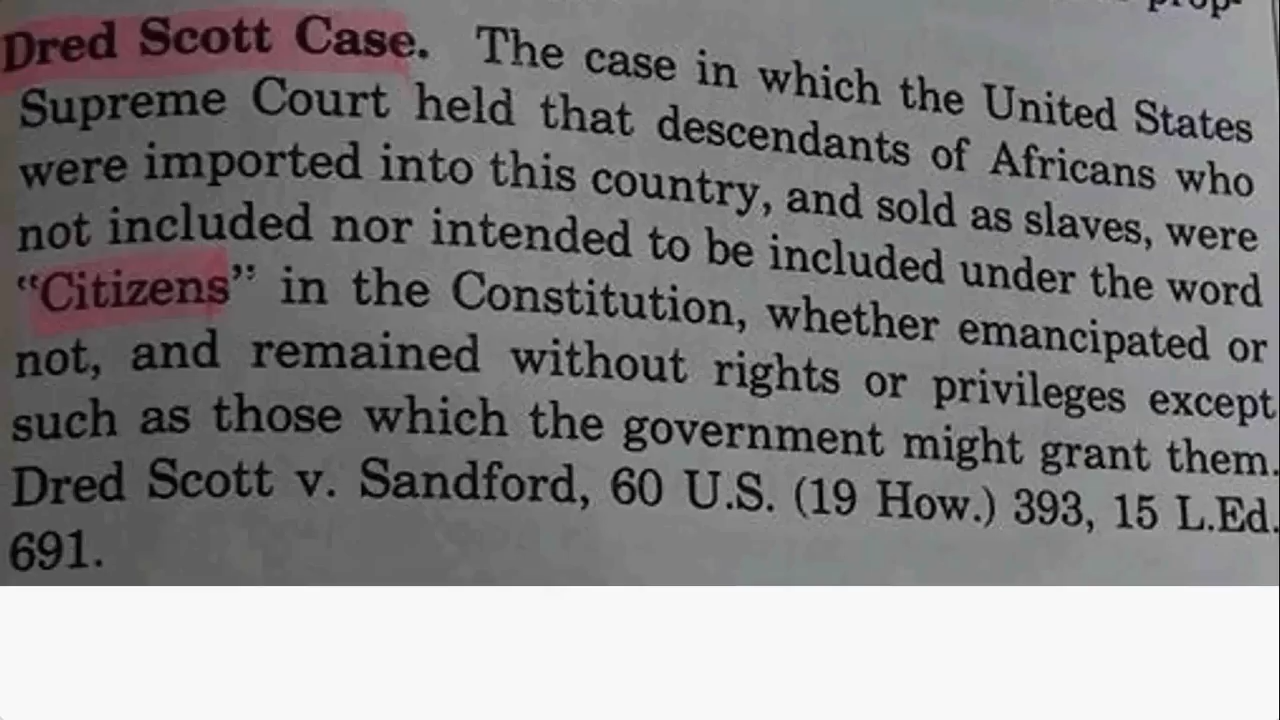 Dred Scott Case. The case in which the United States
Supreme Court held that descendants of Africans who
were imported into this country, and sold as slaves, were
not included nor intended to be included under the word
“Citizens” in the Constitution, whether emancipated or
not, and remained without rights or privileges except
such as those which the government might grant them.
Dred Scott v. Sandford, 60 U.S. (19 How.) 393, 15 L.Ed.
691.